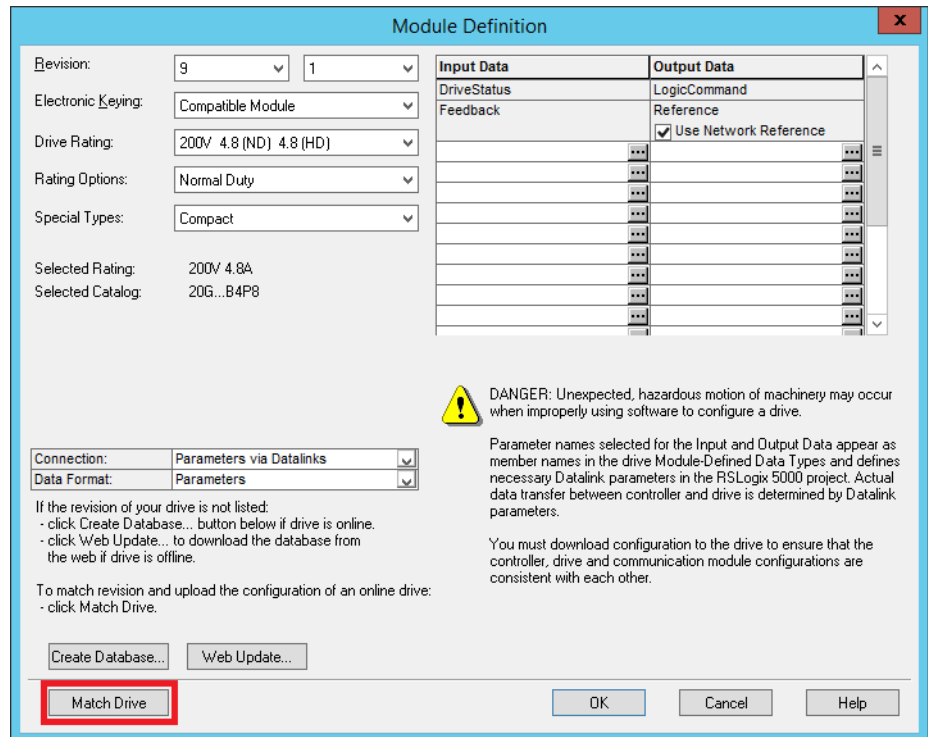 Module Definition
x
Revision: 9 1
Electronic Keying: Compatible Module
Drive Rating: 200V 4.8 (ND) 4.8 (HD)
Rating Options: Normal Duty
Special Types: Compact
Selected Rating: 200V 4.8A
Selected Catalog: 20G...B4P8
Input Data Output Data
DriveStatus LogicCommand
Feedback Reference
Use Network Reference
DANGER: Unexpected, hazardous motion of machinery may occur
when improperly using software to configure a drive.
Parameter names selected for the Input and Output Data appear as
member names in the drive Module-Defined Data Types and defines
necessary Datalink parameters in the RSLogix 5000 project. Actual
data transfer between controller and drive is determined by Datalink
parameters.
You must download configuration to the drive to ensure that the
controller, drive and communication module configurations are
consistent with each other.
Connection: Parameters via Datalinks
Data Format: Parameters
If the revision of your drive is not listed:
- click Create Database... button below if drive is online.
- click Web Update... to download the database from
the web if drive is offline.
To match revision and upload the configuration of an online drive:
- click Match Drive.
Create Database... Web Update...
Match Drive OK Cancel Help